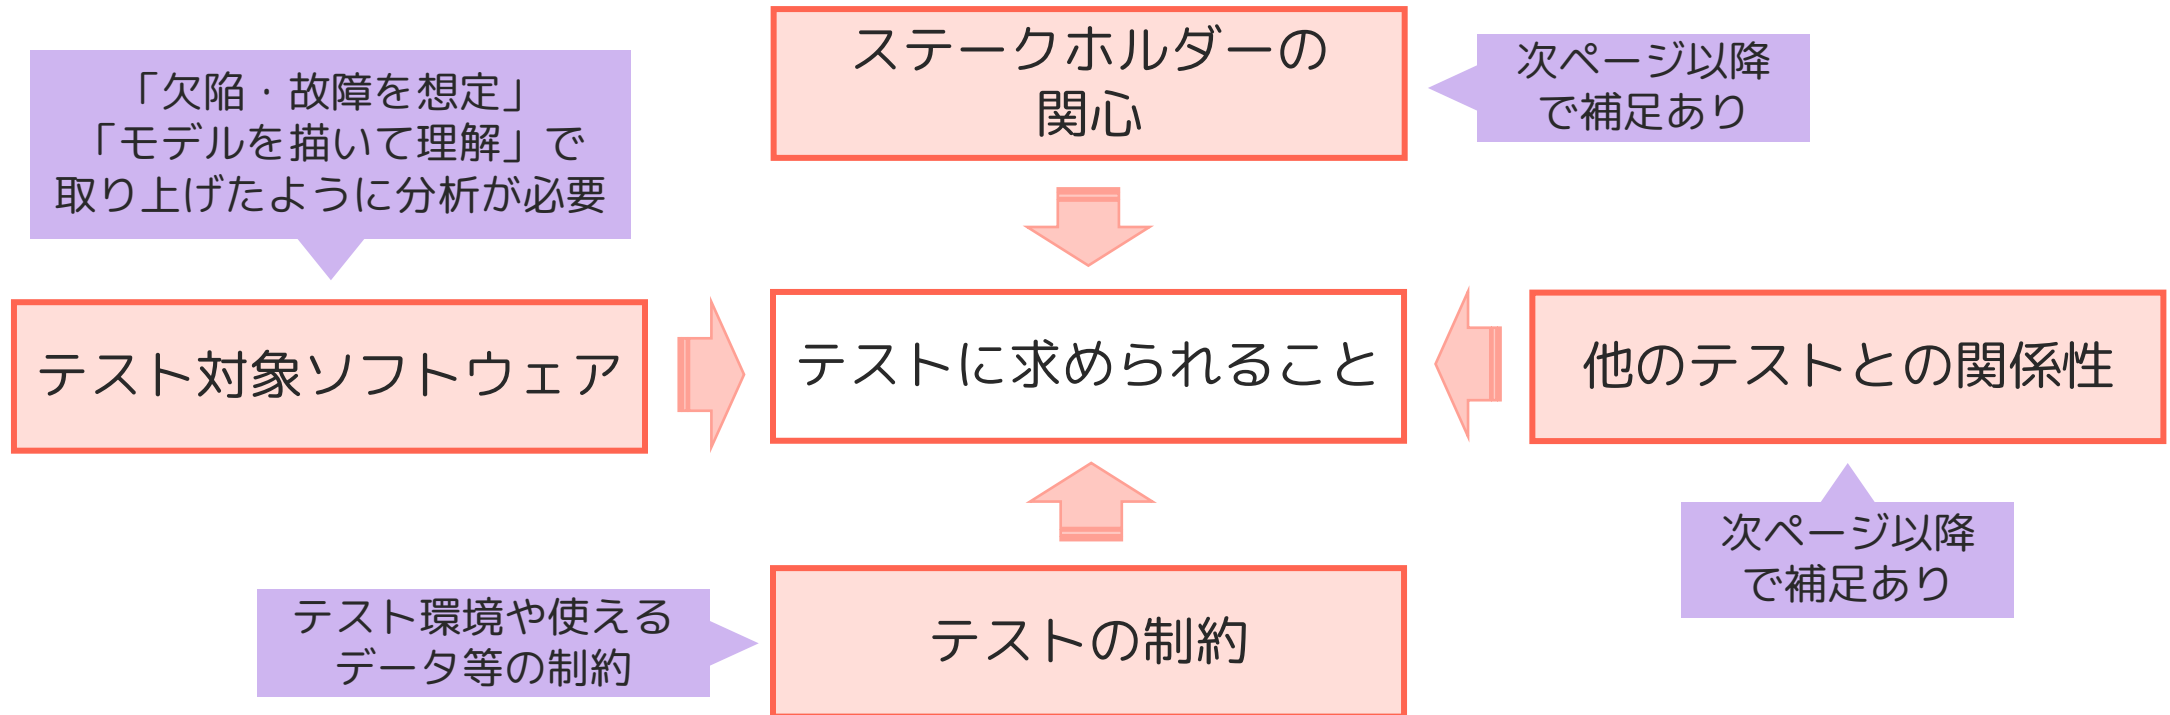 ステークホルダーの
関心
次ページ以降
で補足あり
「欠陥・故障を想定」
「モデルを描いて理解」で
取り上げたように分析が必要
テスト対象ソフトウェア
テストに求められること
他のテストとの関係性
次ページ以降
で補足あり
テスト環境や使える
データ等の制約
テストの制約